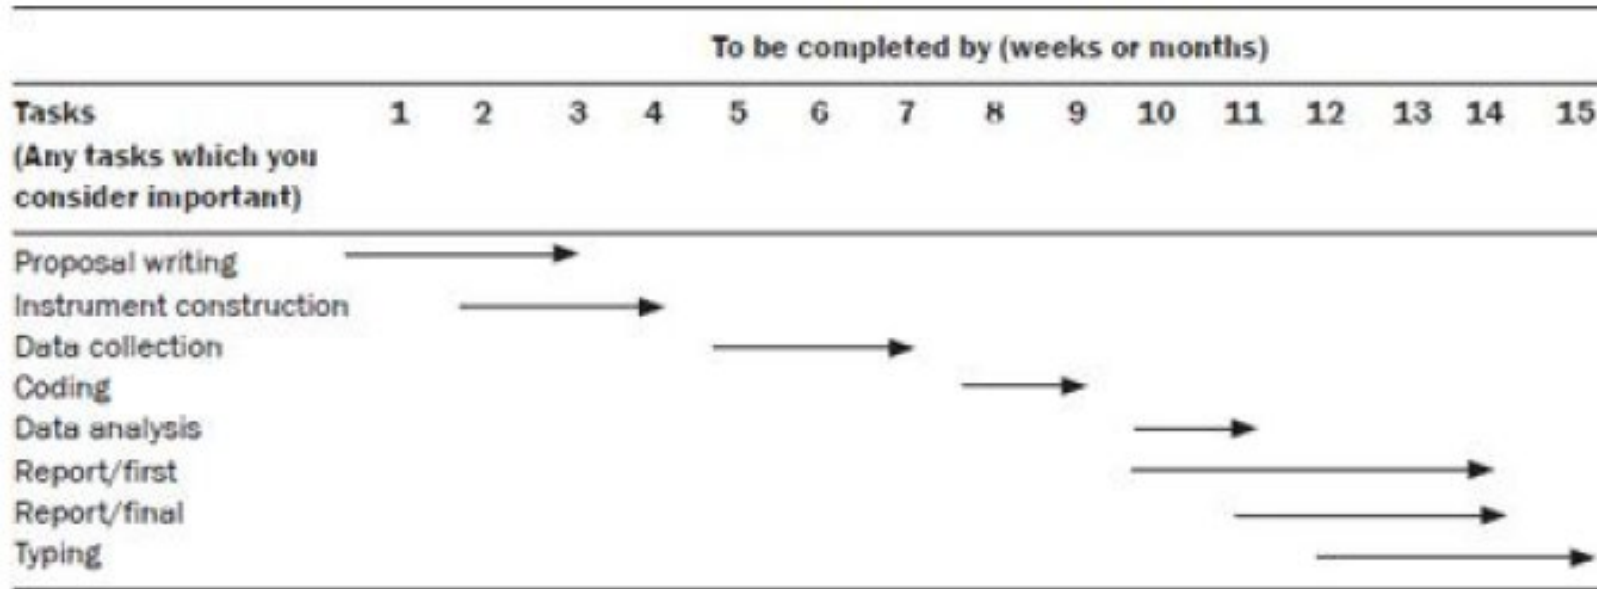 To be completed by (weeks or months)
Tasks 1 2 3 4 5 6 7 8 9 10 11 12 13 14 15
(Any tasks which you
consider important)
Proposal writing
Instrument construction
Data collection
Coding
Data analysis
Report/first
Report/final
Typing